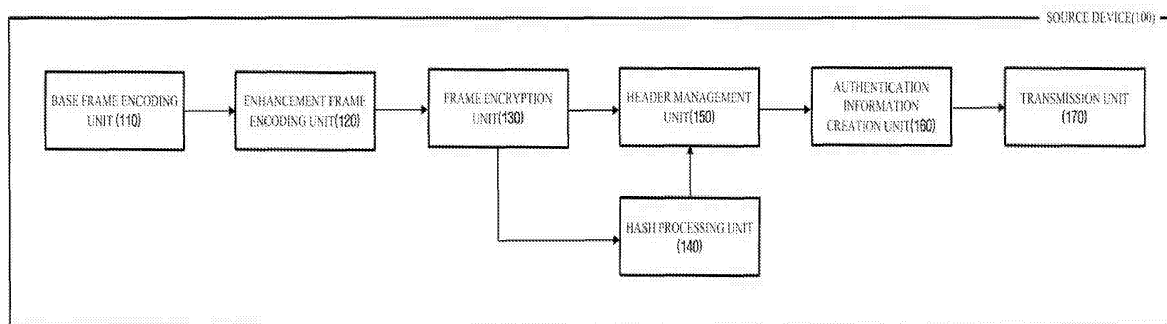 SOURCE DEVICE(100)
BASE FRAME ENCODING
UNIT (110)
ENHANCEMENT FRAME
ENCODING UNIT(120)
FRAME ENCRYPTION
UNIT(130)
HEADER MANAGEMENT
UNIT(150)
AUTHENTICATION
INFORMATION
CREATION UNIT(160)
TRANSMISSION UNIT
(170)
HASH PROCESSING UNIT
(140)